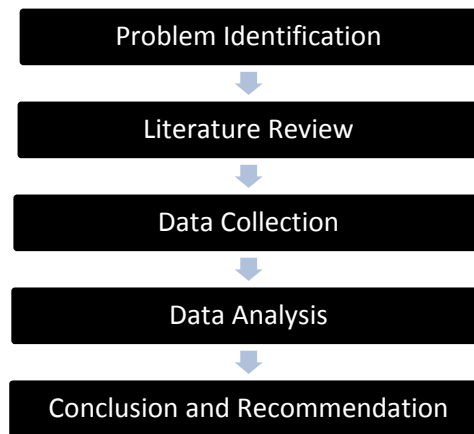 Problem Identification
Literature Review
Data Collection
Data Analysis
Conclusion and Recommendation